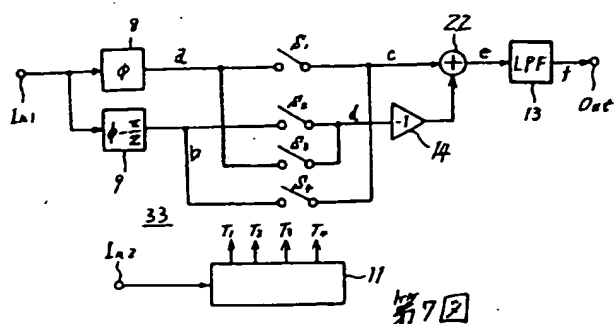 8
22
φ
a
S₁
c
+
e
LPF
f
In1
13
Out
S₂
d
-1
14
φ-π/2
S₃
9
b
S₄
33
T₁ T₂ T₃ T₄
In2
11
第7図